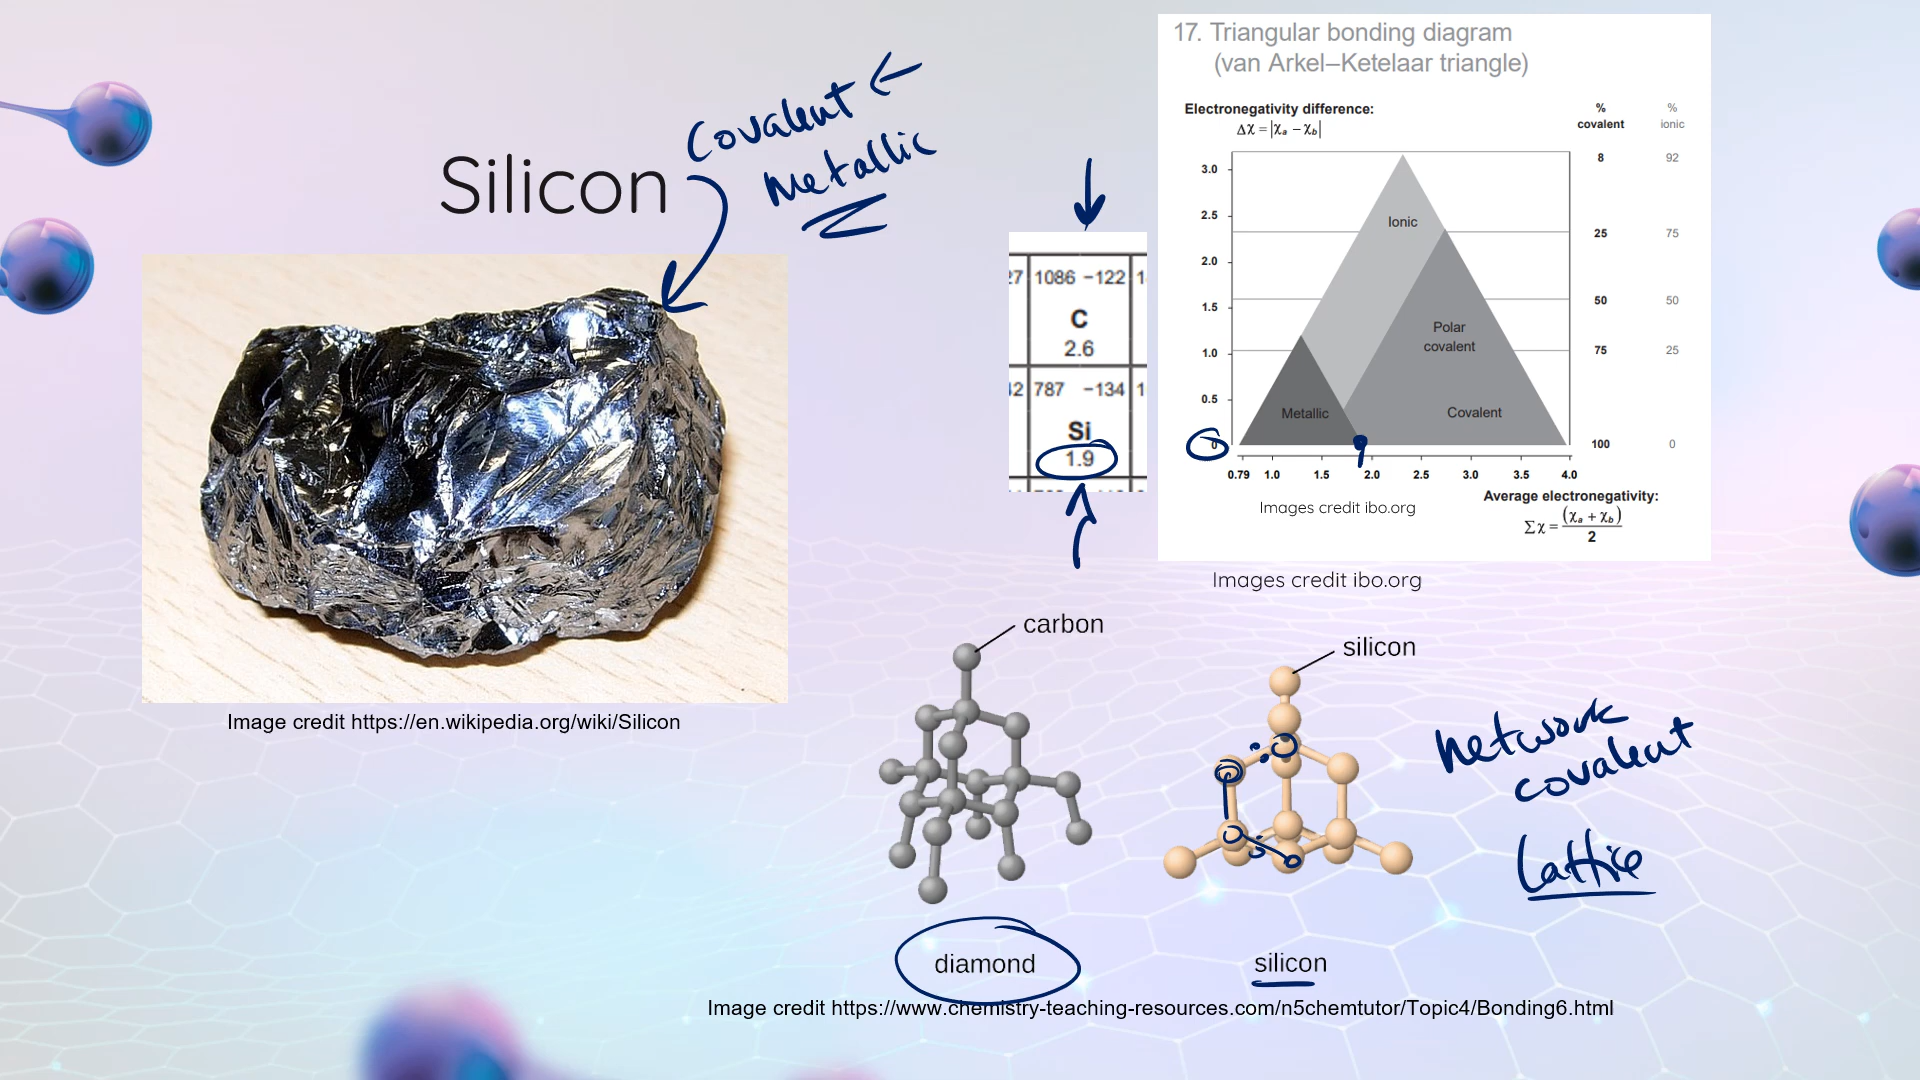 Silicon
Covalent ←
Metallic
Image credit https://en.wikipedia.org/wiki/Silicon
27 1086 −122 1
C
2.6
787 −134 1
Si
1.9
17. Triangular bonding diagram
(van Arkel–Ketelaar triangle)
Electronegativity difference:
Δχ = |χa − χb|
% covalent
% ionic
3.0
2.5
2.0
1.5
1.0
0.5
0
Ionic
Polar
covalent
Metallic
Covalent
8 92
25 75
50 50
75 25
100 0
0.79 1.0 1.5 2.0 2.5 3.0 3.5 4.0
Average electronegativity:
Σχ = (χa + χb)
2
Images credit ibo.org
Images credit ibo.org
carbon
silicon
network
covalent
Lattice
diamond
silicon
Image credit https://www.chemistry-teaching-resources.com/n5chemtutor/Topic4/Bonding6.html